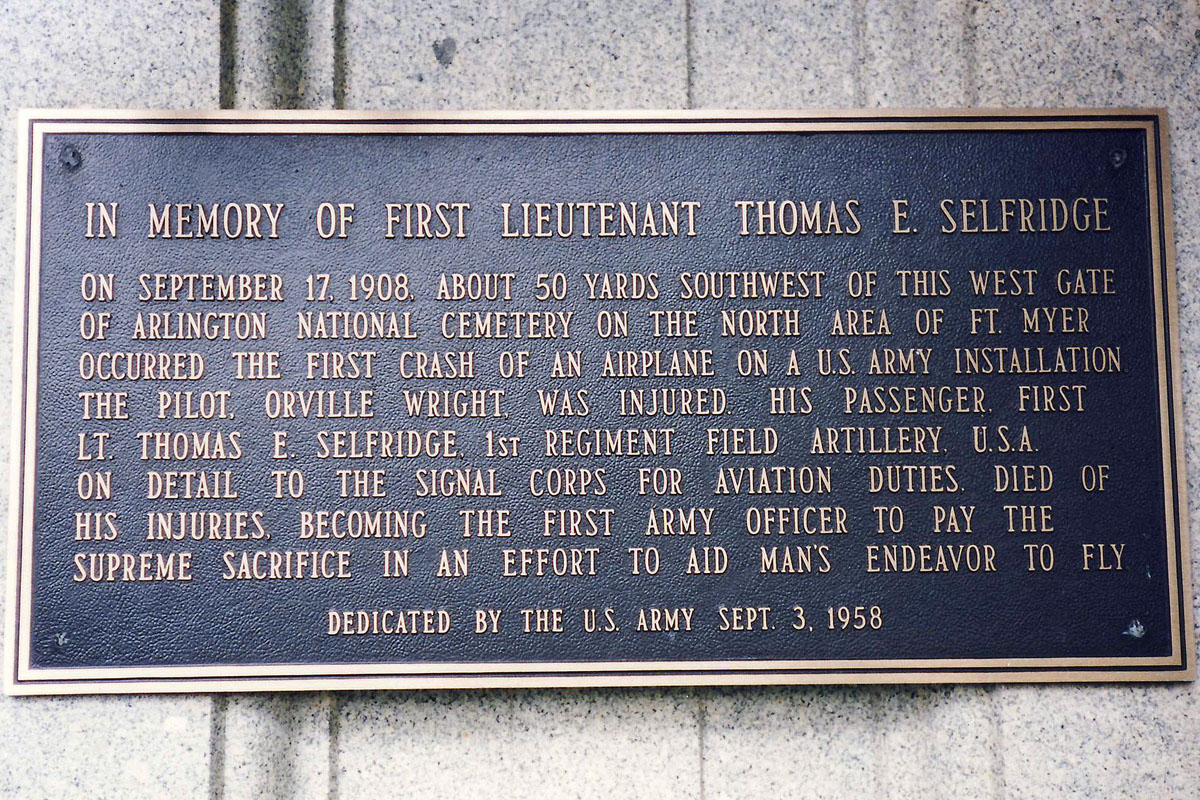 IN MEMORY OF FIRST LIEUTENANT THOMAS E. SELFRIDGE
ON SEPTEMBER 17, 1908, ABOUT 50 YARDS SOUTHWEST OF THIS WEST GATE
OF ARLINGTON NATIONAL CEMETERY ON THE NORTH AREA OF FT. MYER
OCCURRED THE FIRST CRASH OF AN AIRPLANE ON A U.S. ARMY INSTALLATION.
THE PILOT, ORVILLE WRIGHT, WAS INJURED. HIS PASSENGER, FIRST
LT. THOMAS E. SELFRIDGE, 1ST REGIMENT FIELD ARTILLERY, U.S.A.
ON DETAIL TO THE SIGNAL CORPS FOR AVIATION DUTIES, DIED OF
HIS INJURIES, BECOMING THE FIRST ARMY OFFICER TO PAY THE
SUPREME SACRIFICE IN AN EFFORT TO AID MAN'S ENDEAVOR TO FLY.
DEDICATED BY THE U.S. ARMY SEPT. 3, 1958